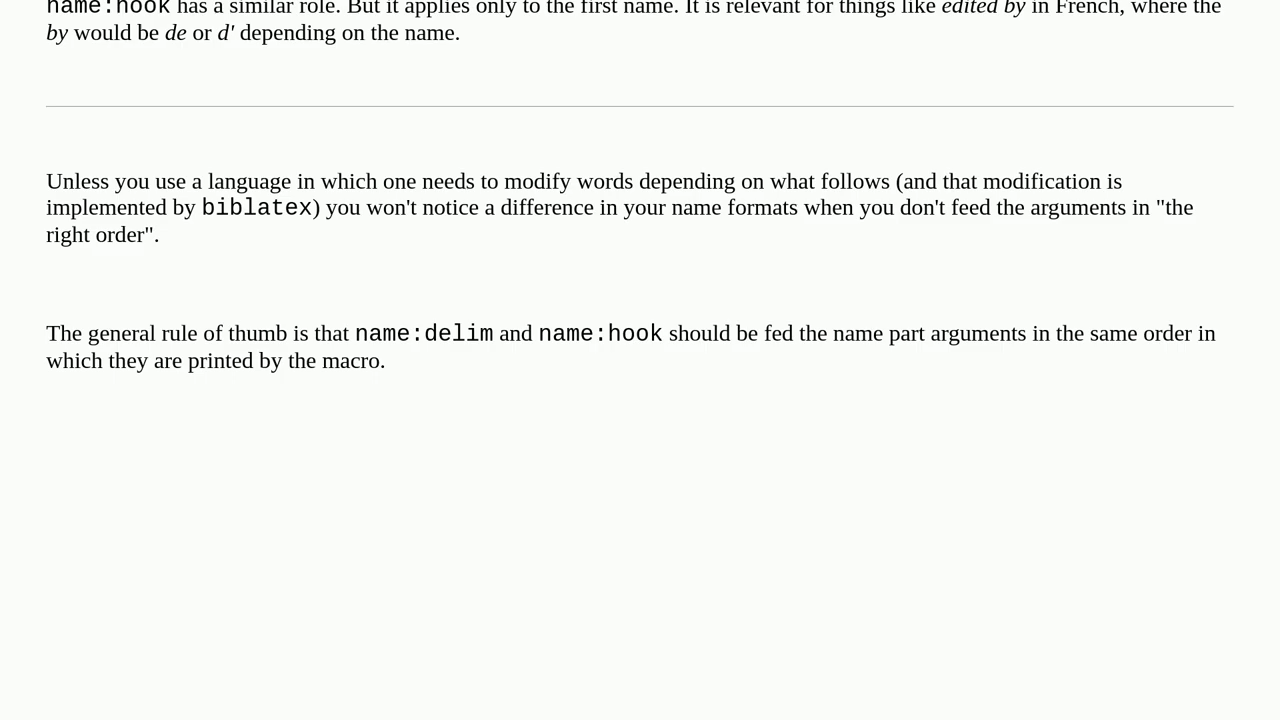 name:hook has a similar role. But it applies only to the first name. It is relevant for things like edited by in French, where the
by would be de or d' depending on the name.
Unless you use a language in which one needs to modify words depending on what follows (and that modification is
implemented by biblatex) you won't notice a difference in your name formats when you don't feed the arguments in "the
right order".
The general rule of thumb is that name:delim and name:hook should be fed the name part arguments in the same order in
which they are printed by the macro.